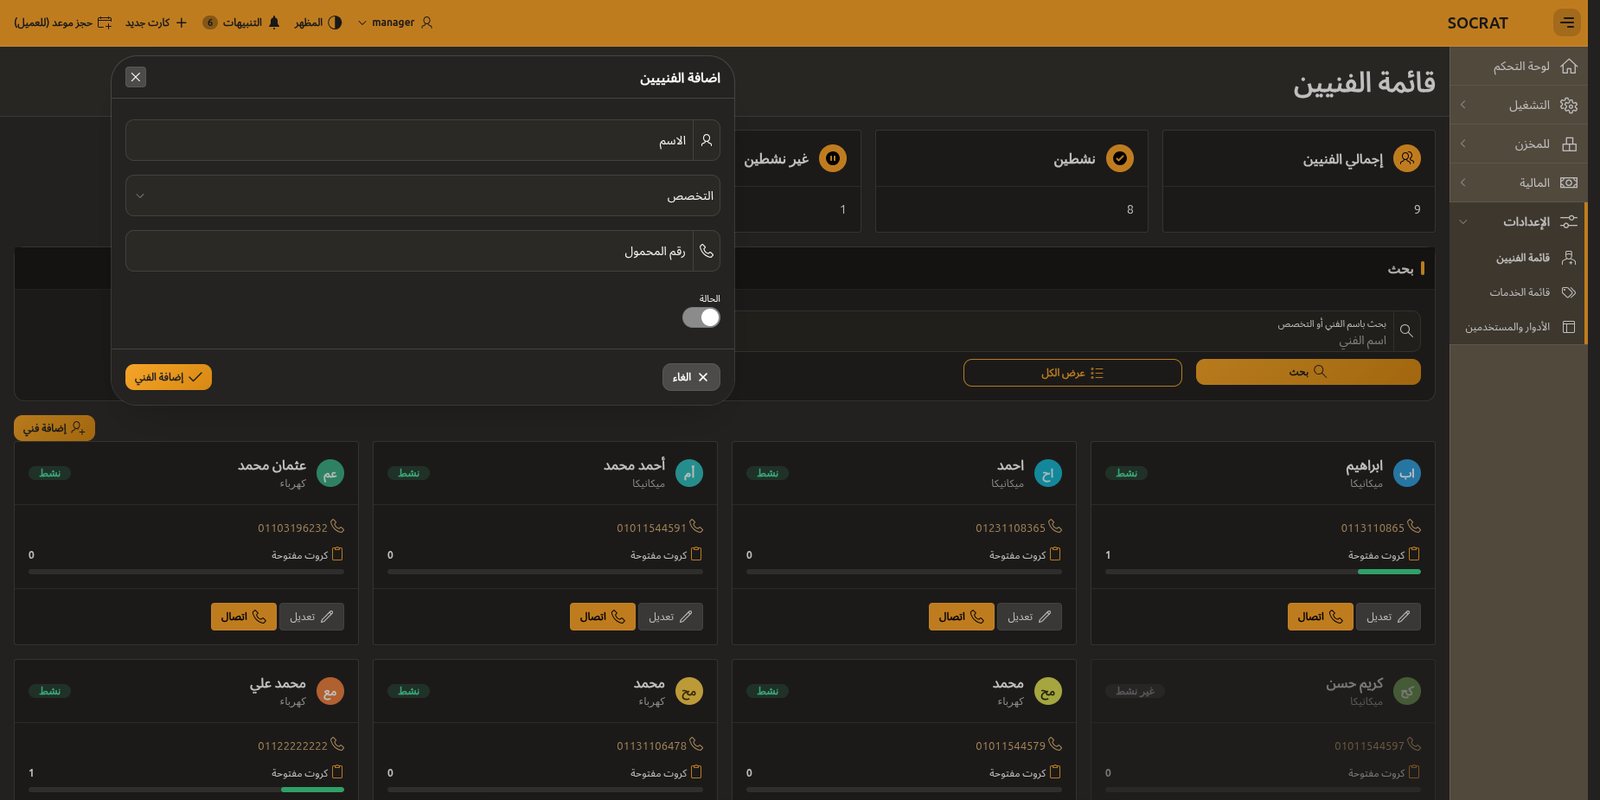 SOCRAT
manager
المظهر
التنبيهات 6
كارت جديد
حجز موعد (للعميل)
لوحة التحكم
التشغيل
للمخزن
المالية
الإعدادات
قائمة الفنيين
قائمة الخدمات
الأدوار والمستخدمين
قائمة الفنيين
إجمالي الفنيين
9
نشطين
8
غير نشطين
1
بحث
بحث باسم الفني أو التخصص
اسم الفني
بحث
عرض الكل
اضافة الفنييين
الاسم
التخصص
رقم المحمول
الحالة
الغاء
إضافة الفني
إضافة فني
ابراهيم
اب
ميكانيكا
نشط
0113110865
كروت مفتوحة 1
تعديل
اتصال
احمد
اح
ميكانيكا
نشط
01231108365
كروت مفتوحة 0
تعديل
اتصال
أحمد محمد
أم
ميكانيكا
نشط
01011544591
كروت مفتوحة 0
تعديل
اتصال
عثمان محمد
عم
كهرباء
نشط
01103196232
كروت مفتوحة 0
تعديل
اتصال
كريم حسن
كح
ميكانيكا
غير نشط
01011544597
كروت مفتوحة 0
محمد
مح
كهرباء
نشط
01011544579
كروت مفتوحة 0
محمد
مح
كهرباء
نشط
01131106478
كروت مفتوحة 0
محمد علي
مع
كهرباء
نشط
01122222222
كروت مفتوحة 1